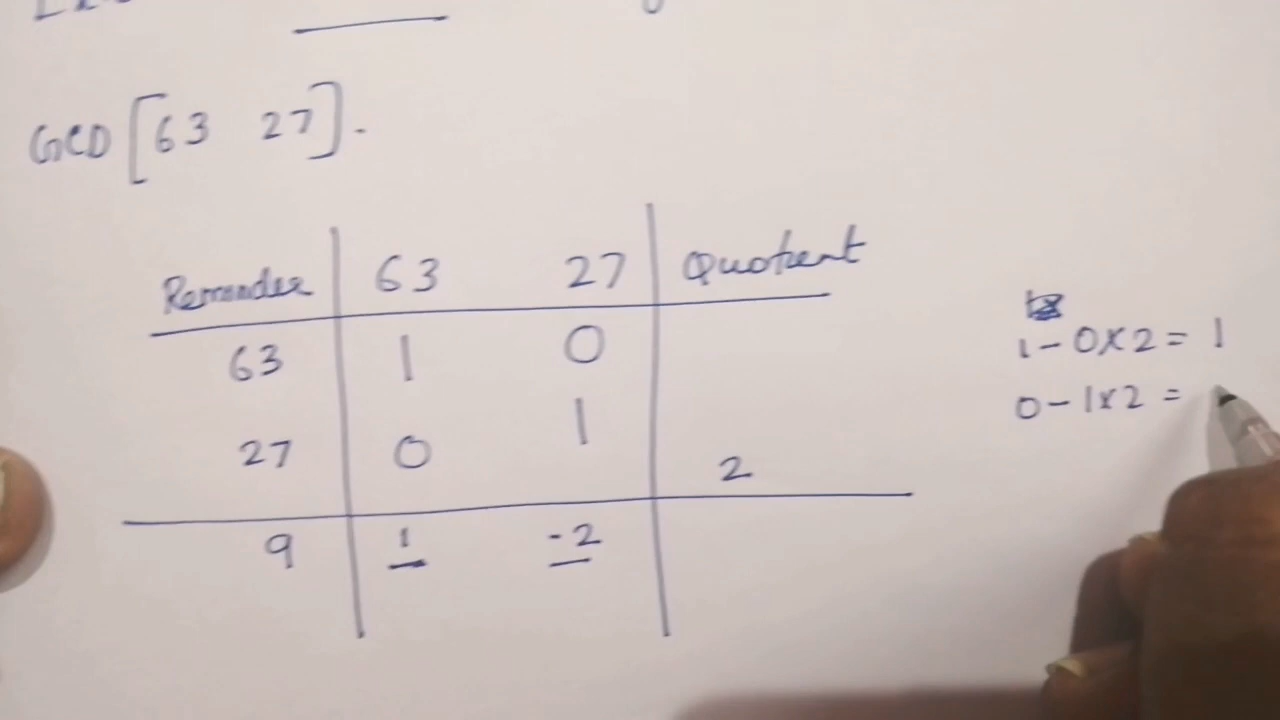 GCD [63 27].
Reminder 63 27 Quotient
63 1 0
27 0 1 2
9 1 -2
1 - 0x2 = 1
0 - 1x2 =